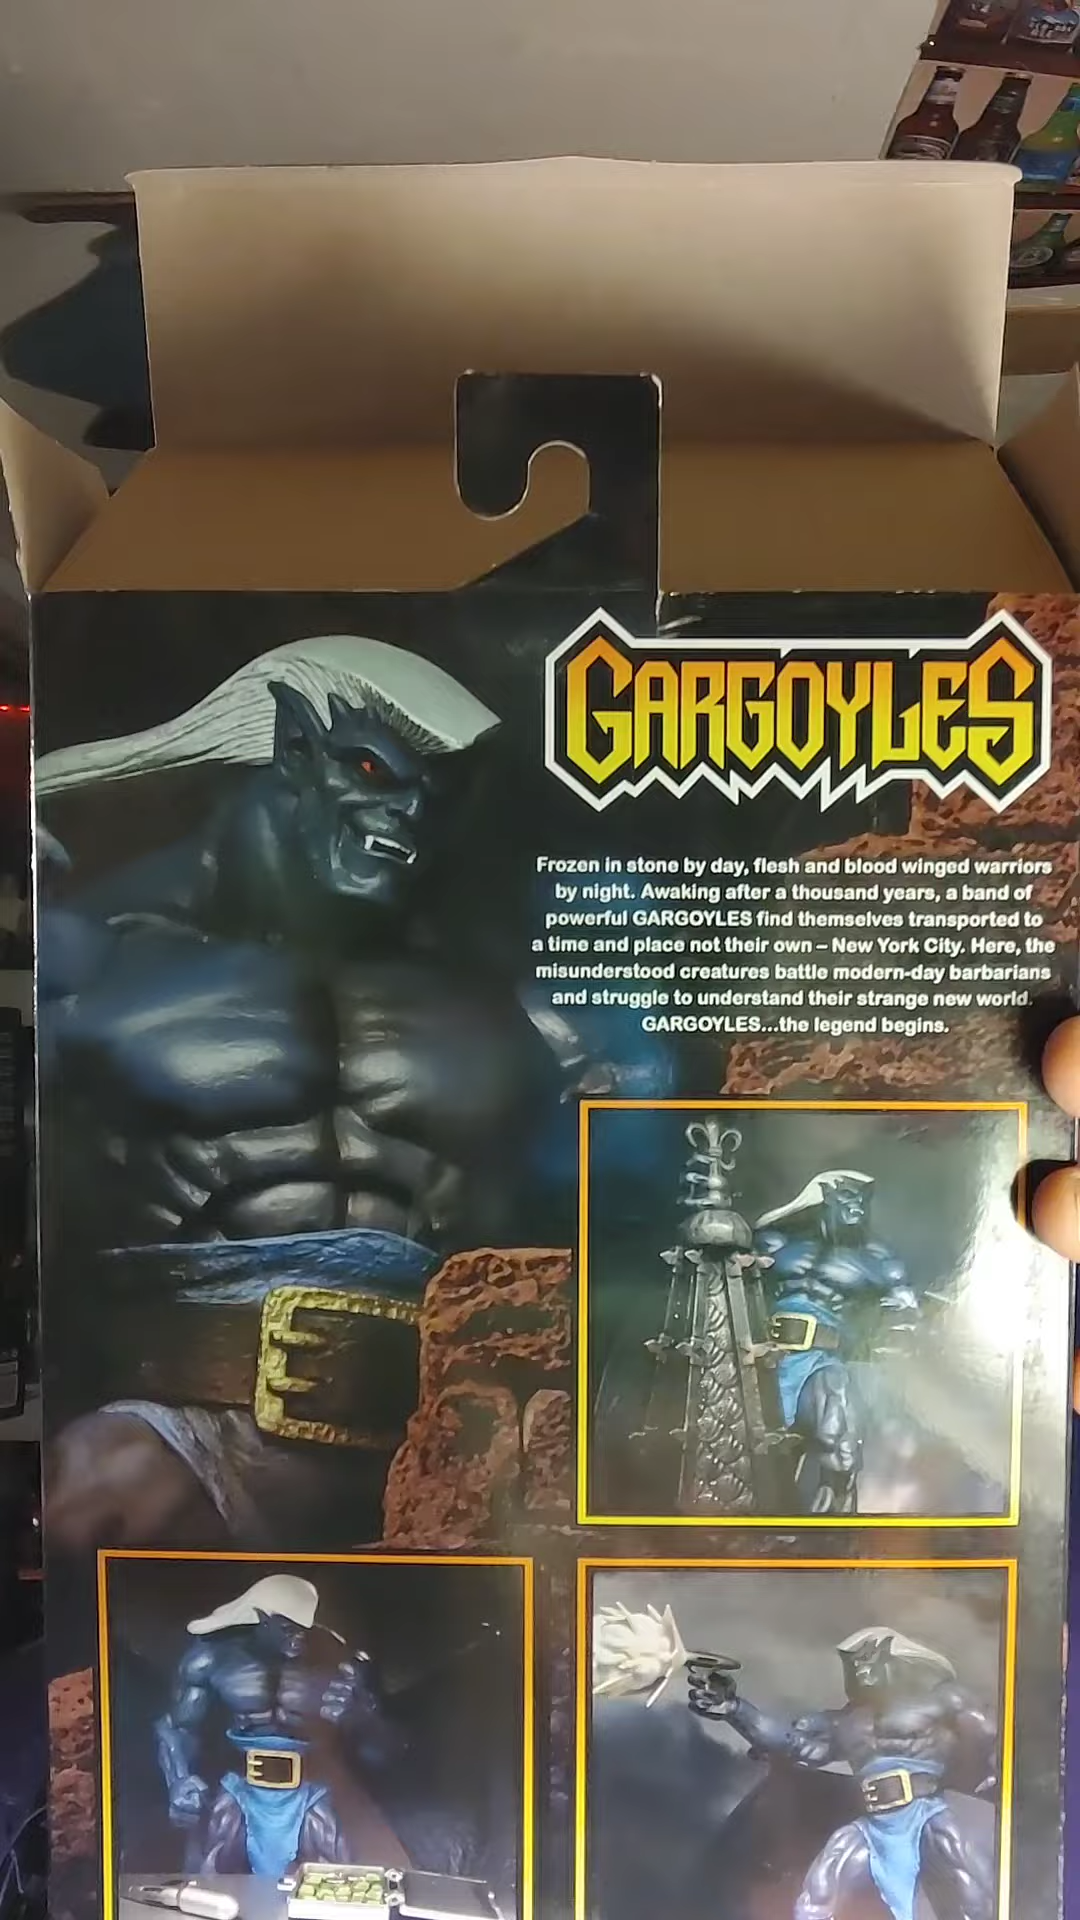 GARGOYLES
Frozen in stone by day, flesh and blood winged warriors
by night. Awaking after a thousand years, a band of
powerful GARGOYLES find themselves transported to
a time and place not their own – New York City. Here, the
misunderstood creatures battle modern-day barbarians
and struggle to understand their strange new world.
GARGOYLES...the legend begins.